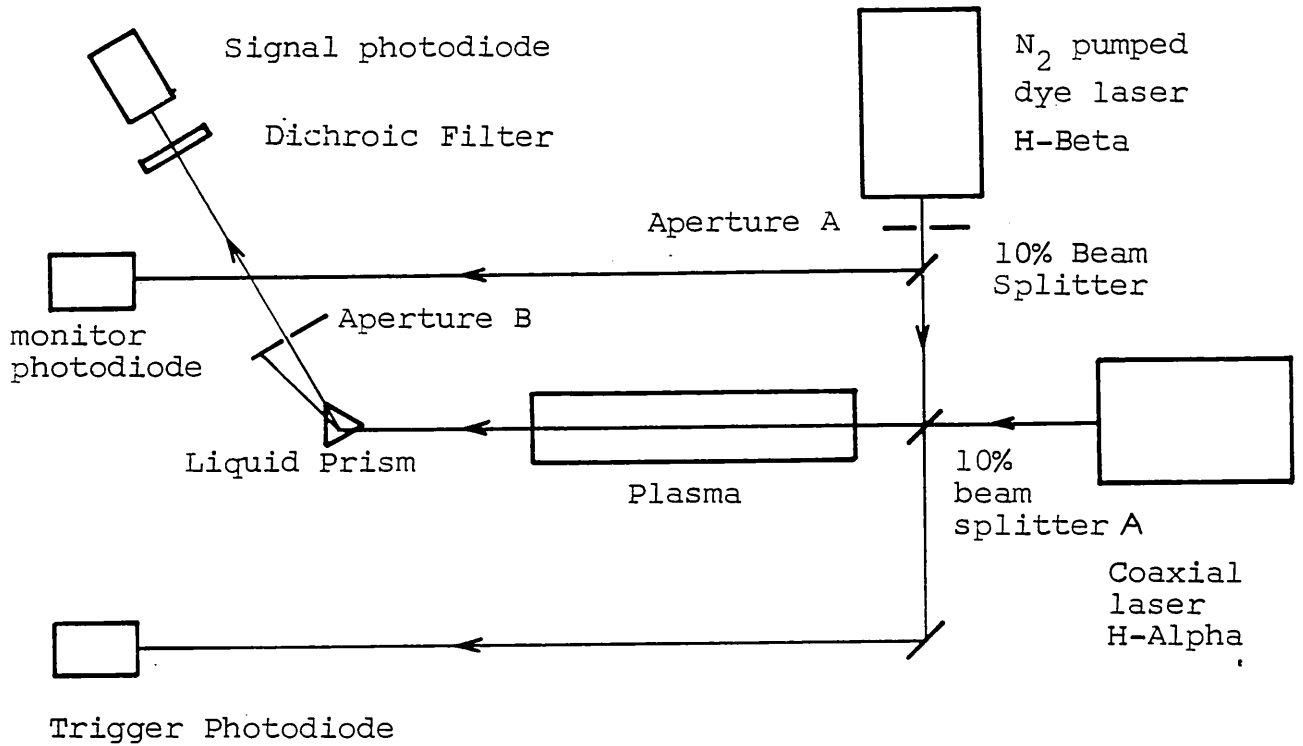 Signal photodiode
Dichroic Filter
N2 pumped
dye laser
H-Beta
Aperture A
10% Beam
Splitter
monitor
photodiode
Aperture B
Liquid Prism
Plasma
10%
beam
splitter A
Coaxial
laser
H-Alpha
Trigger Photodiode